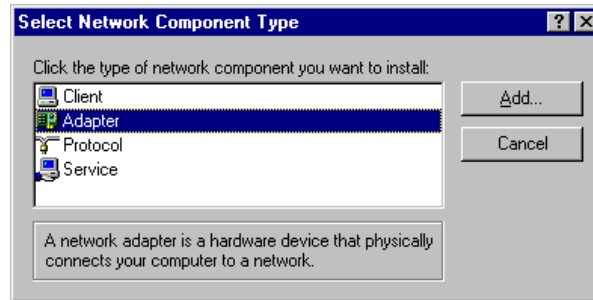 Select Network Component Type
Click the type of network component you want to install:
Client
Adapter
Protocol
Service
Add...
Cancel
A network adapter is a hardware device that physically
connects your computer to a network.